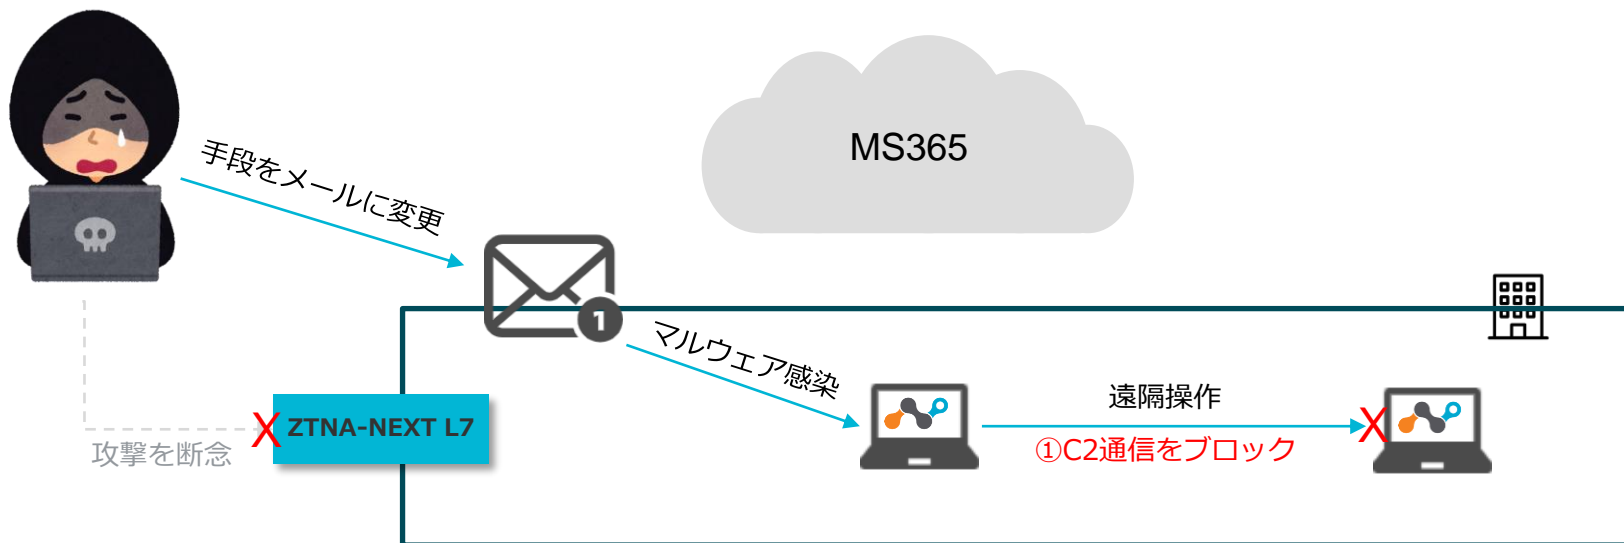 手段をメールに変更
MS365
1
マルウェア感染
ZTNA-NEXT L7
攻撃を断念
遠隔操作
①C2通信をブロック
X
X